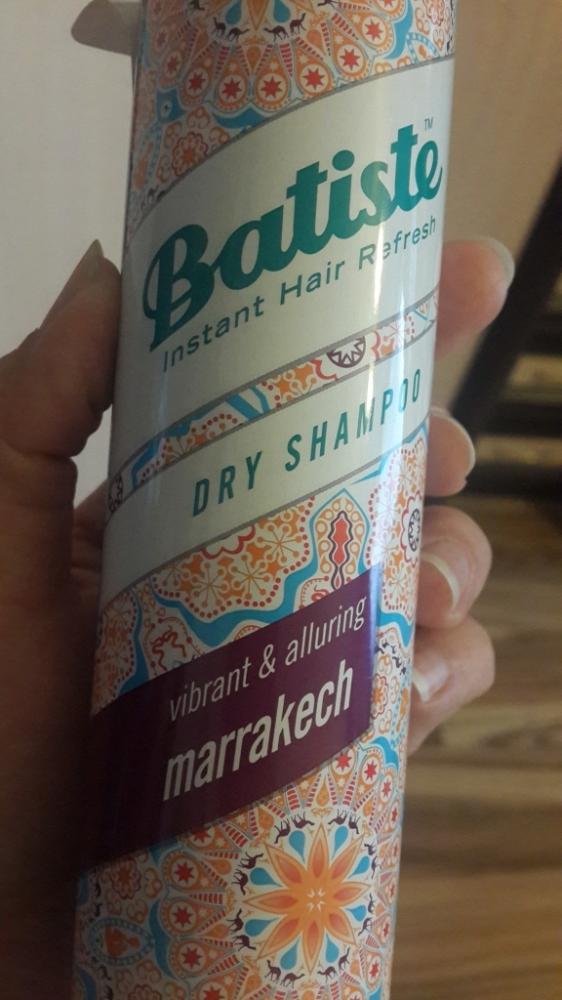 Batiste™
Instant Hair Refresh
DRY SHAMPOO
vibrant & alluring
marrakech